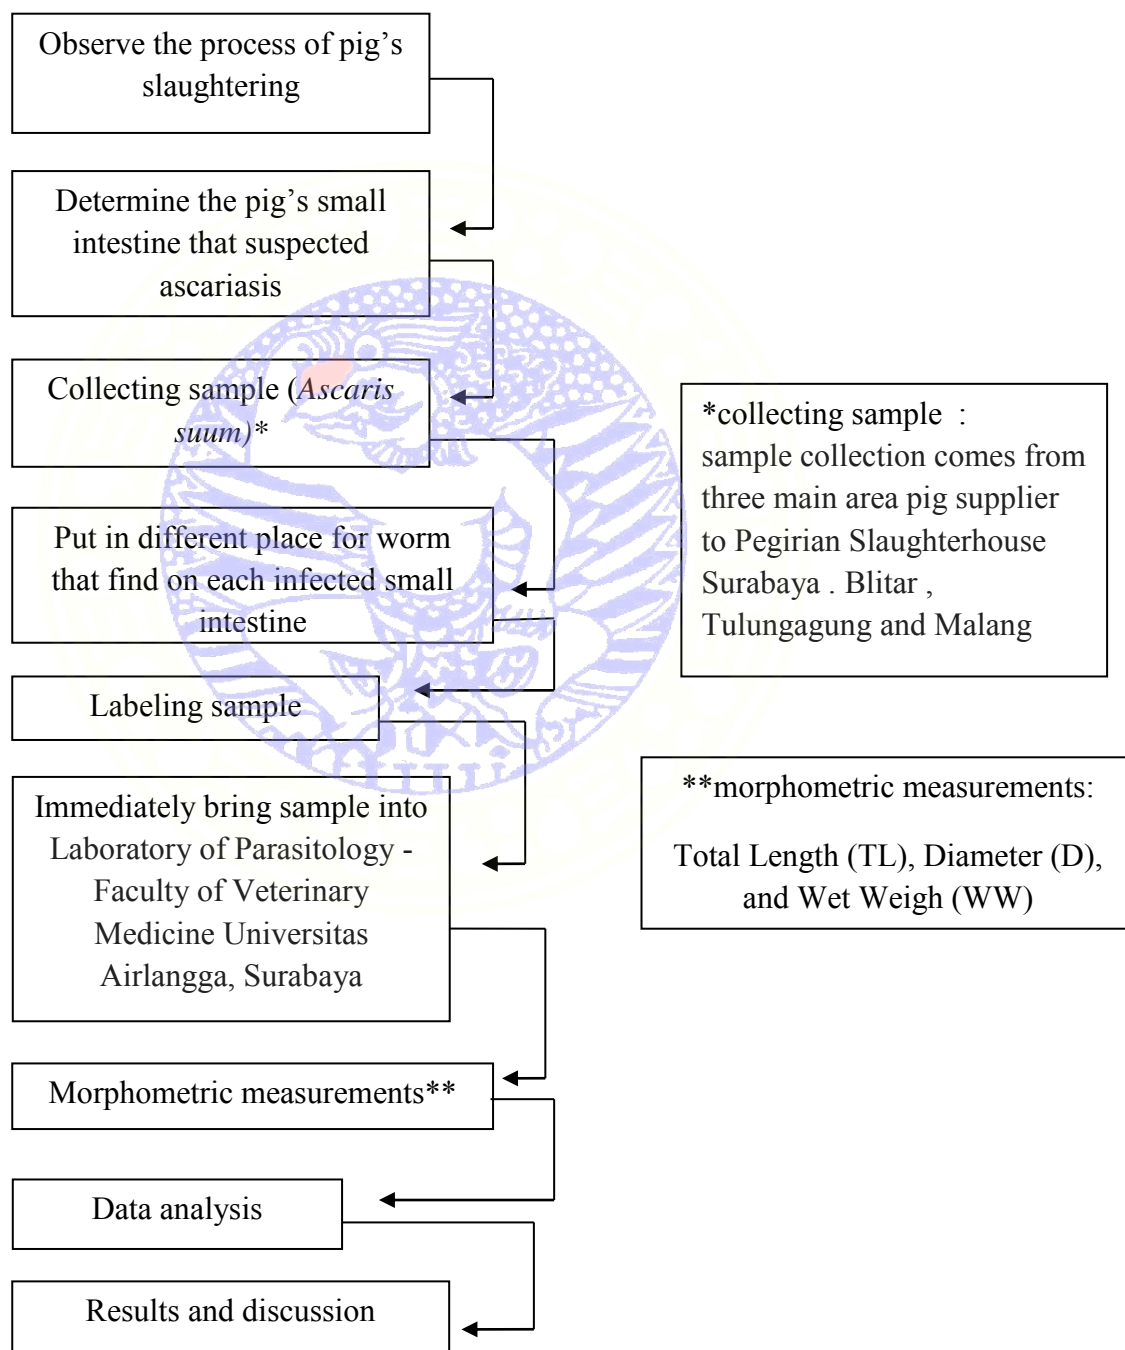 Observe the process of pig’s
slaughtering
Determine the pig’s small
intestine that suspected
ascariasis
Collecting sample (Ascaris
suum)*
Put in different place for worm
that find on each infected small
intestine
Labeling sample
Immediately bring sample into
Laboratory of Parasitology -
Faculty of Veterinary
Medicine Universitas
Airlangga, Surabaya
Morphometric measurements**
Data analysis
Results and discussion
*collecting sample :
sample collection comes from
three main area pig supplier
to Pegirian Slaughterhouse
Surabaya . Blitar ,
Tulungagung and Malang
**morphometric measurements:
Total Length (TL), Diameter (D),
and Wet Weigh (WW)